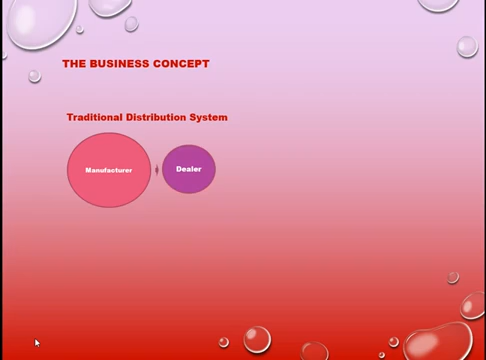 THE BUSINESS CONCEPT
Traditional Distribution System
Manufacturer
Dealer